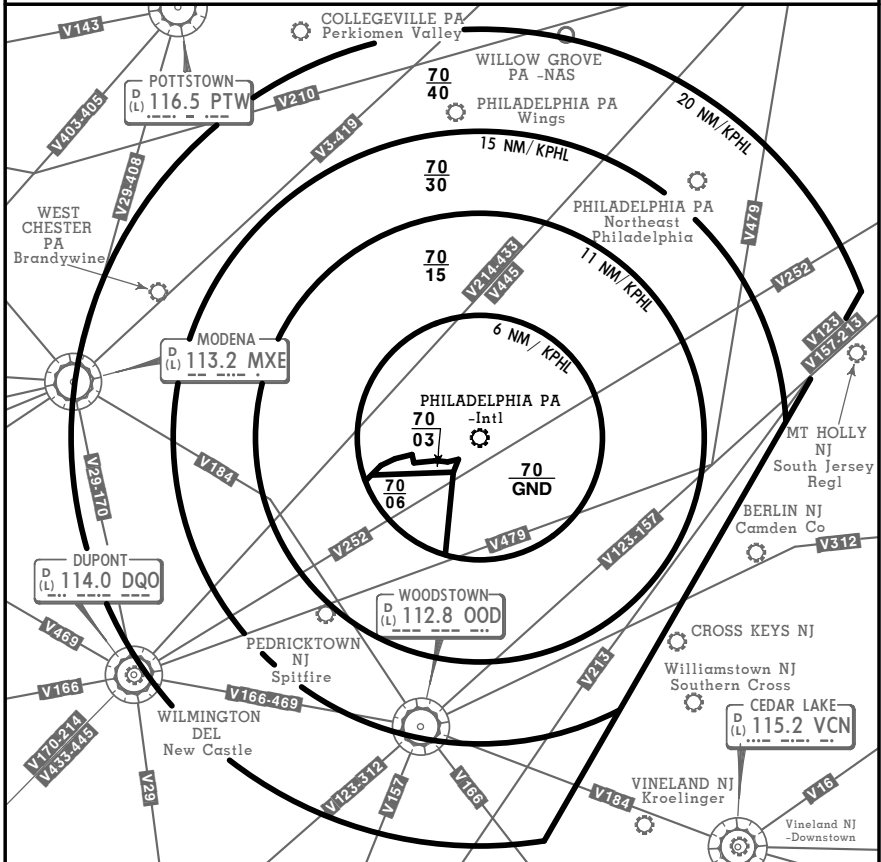 V143
COLLEGEVILLE PA
Perkiomen Valley
WILLOW GROVE
PA -NAS
POTTSTOWN
D
(L) 116.5 PTW
V210
70
40
PHILADELPHIA PA
Wings
20 NM/KPHL
V403-405
V3-419
15 NM/KPHL
V29-408
70
30
WEST
CHESTER
PA
Brandywine
PHILADELPHIA PA
Northeast
Philadelphia
V479
V214-433
V445
70
15
11 NM/KPHL
V252
MODENA
D
(L) 113.2 MXE
6 NM/KPHL
V123
V157-213
PHILADELPHIA PA
-Intl
70
03
MT HOLLY
NJ
South Jersey
Regl
V184
70
06
70
GND
V29-170
BERLIN NJ
Camden Co
V252
V479
V123-157
V312
DUPONT
D
(L) 114.0 DQO
WOODSTOWN
D
(L) 112.8 OOD
V469
PEDRICKTOWN
NJ
Spitfire
CROSS KEYS NJ
V213
Williamstown NJ
Southern Cross
V166
V166-469
CEDAR LAKE
D
(L) 115.2 VCN
WILMINGTON
DEL
New Castle
V170-214
V433-445
V29
V123-312
V157
V166
V184
VINELAND NJ
Kroelinger
V16
Vineland NJ
-Downstown